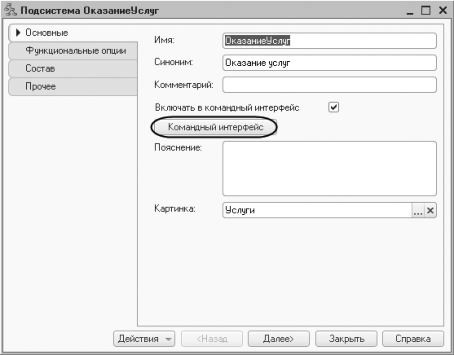 Подсистема ОказаниеУслуг
Основные
Функциональные опции
Состав
Прочее
Имя: ОказаниеУслуг
Синоним: Оказание услуг
Комментарий:
Включать в командный интерфейс
Командный интерфейс
Пояснение:
Картинка: Услуги ... ×
Действия <Назад Далее> Закрыть Справка